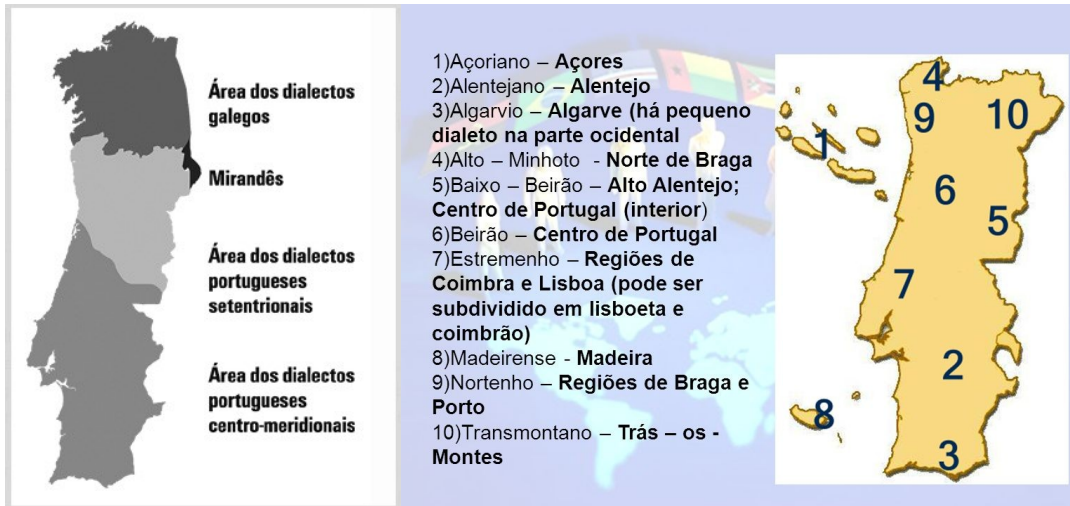 Área dos dialectos
galegos
Mirandês
Área dos dialectos
portugueses
setentrionais
Área dos dialectos
portugueses
centro-meridionais
1)Açoriano – Açores
2)Alentejano – Alentejo
3)Algarvio – Algarve (há pequeno
dialeto na parte ocidental
4)Alto – Minhoto - Norte de Braga
5)Baixo – Beirão – Alto Alentejo;
Centro de Portugal (interior)
6)Beirão – Centro de Portugal
7)Estremenho – Regiões de
Coimbra e Lisboa (pode ser
subdividido em lisboeta e
coimbrão)
8)Madeirense - Madeira
9)Nortenho – Regiões de Braga e
Porto
10)Transmontano – Trás – os -
Montes
4
9
10
1
6
5
7
2
8
3